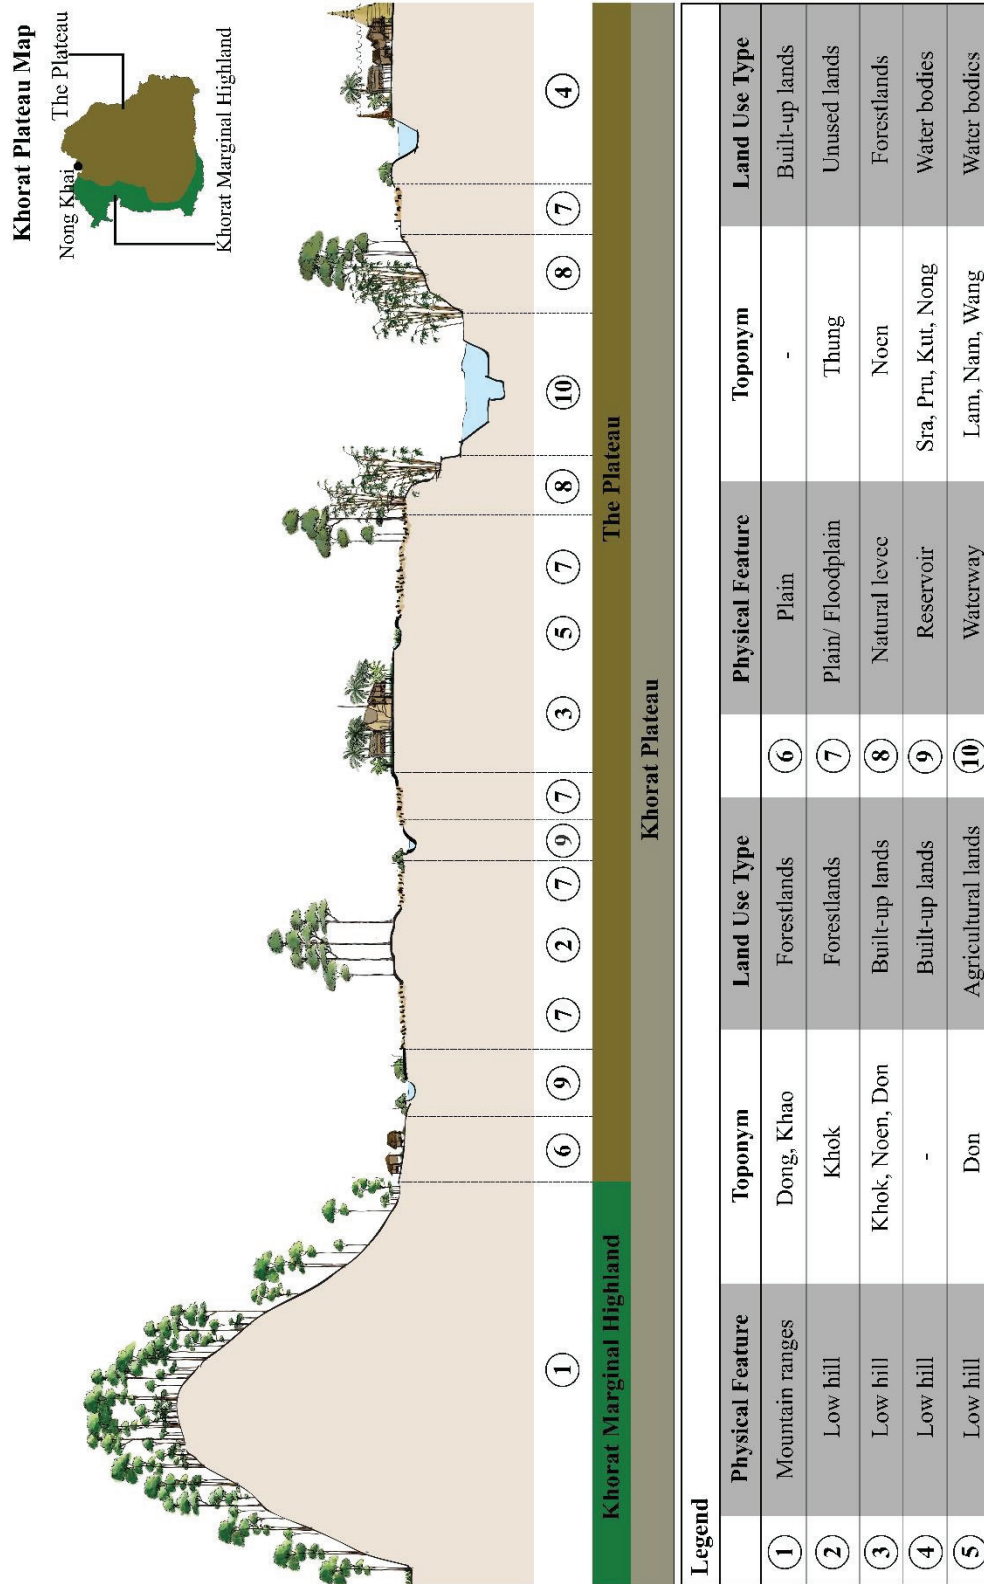 Khorat Plateau Map
The Plateau
Nong Khai
Khorat Marginal Highland
1 6 9 7 2 7 9 7 3 5 7 8 10 8 7 4
Khorat Marginal Highland The Plateau
Khorat Plateau
Legend
Physical Feature Toponym Land Use Type Physical Feature Toponym Land Use Type
1 Mountain ranges Dong, Khao Forestlands 6 Plain - Built-up lands
2 Low hill Khok Forestlands 7 Plain/ Floodplain Thung Unused lands
3 Low hill Khok, Noen, Don Built-up lands 8 Natural levee Noen Forestlands
4 Low hill - Built-up lands 9 Reservoir Sra, Pru, Kut, Nong Water bodies
5 Low hill Don Agricultural lands 10 Waterway Lam, Nam, Wang Water bodies